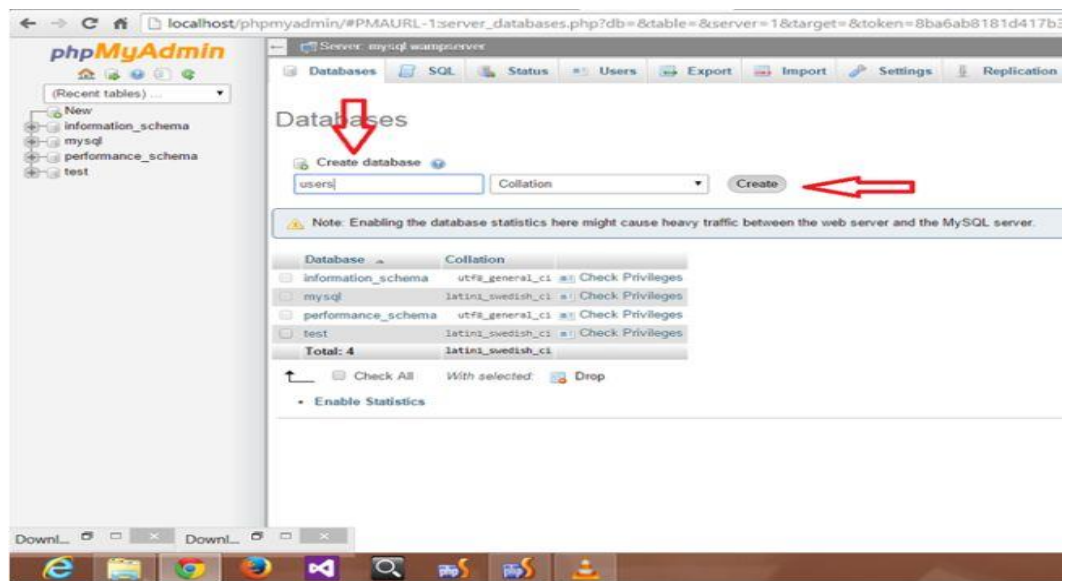 localhost/phpmyadmin/#PMAURL-1:server_databases.php?db=&table=&server=1&target=&token=8ba6ab8181d417b3
phpMyAdmin
(Recent tables) ...
New
information_schema
mysql
performance_schema
test
Server: mysql wampserver
Databases SQL Status Users Export Import Settings Replication
Databases
Create database
users Collation Create
Note: Enabling the database statistics here might cause heavy traffic between the web server and the MySQL server.
Database Collation
information_schema utf8_general_ci Check Privileges
mysql latin1_swedish_ci Check Privileges
performance_schema utf8_general_ci Check Privileges
test latin1_swedish_ci Check Privileges
Total: 4 latin1_swedish_ci
Check All With selected: Drop
Enable Statistics
Downl... Downl...